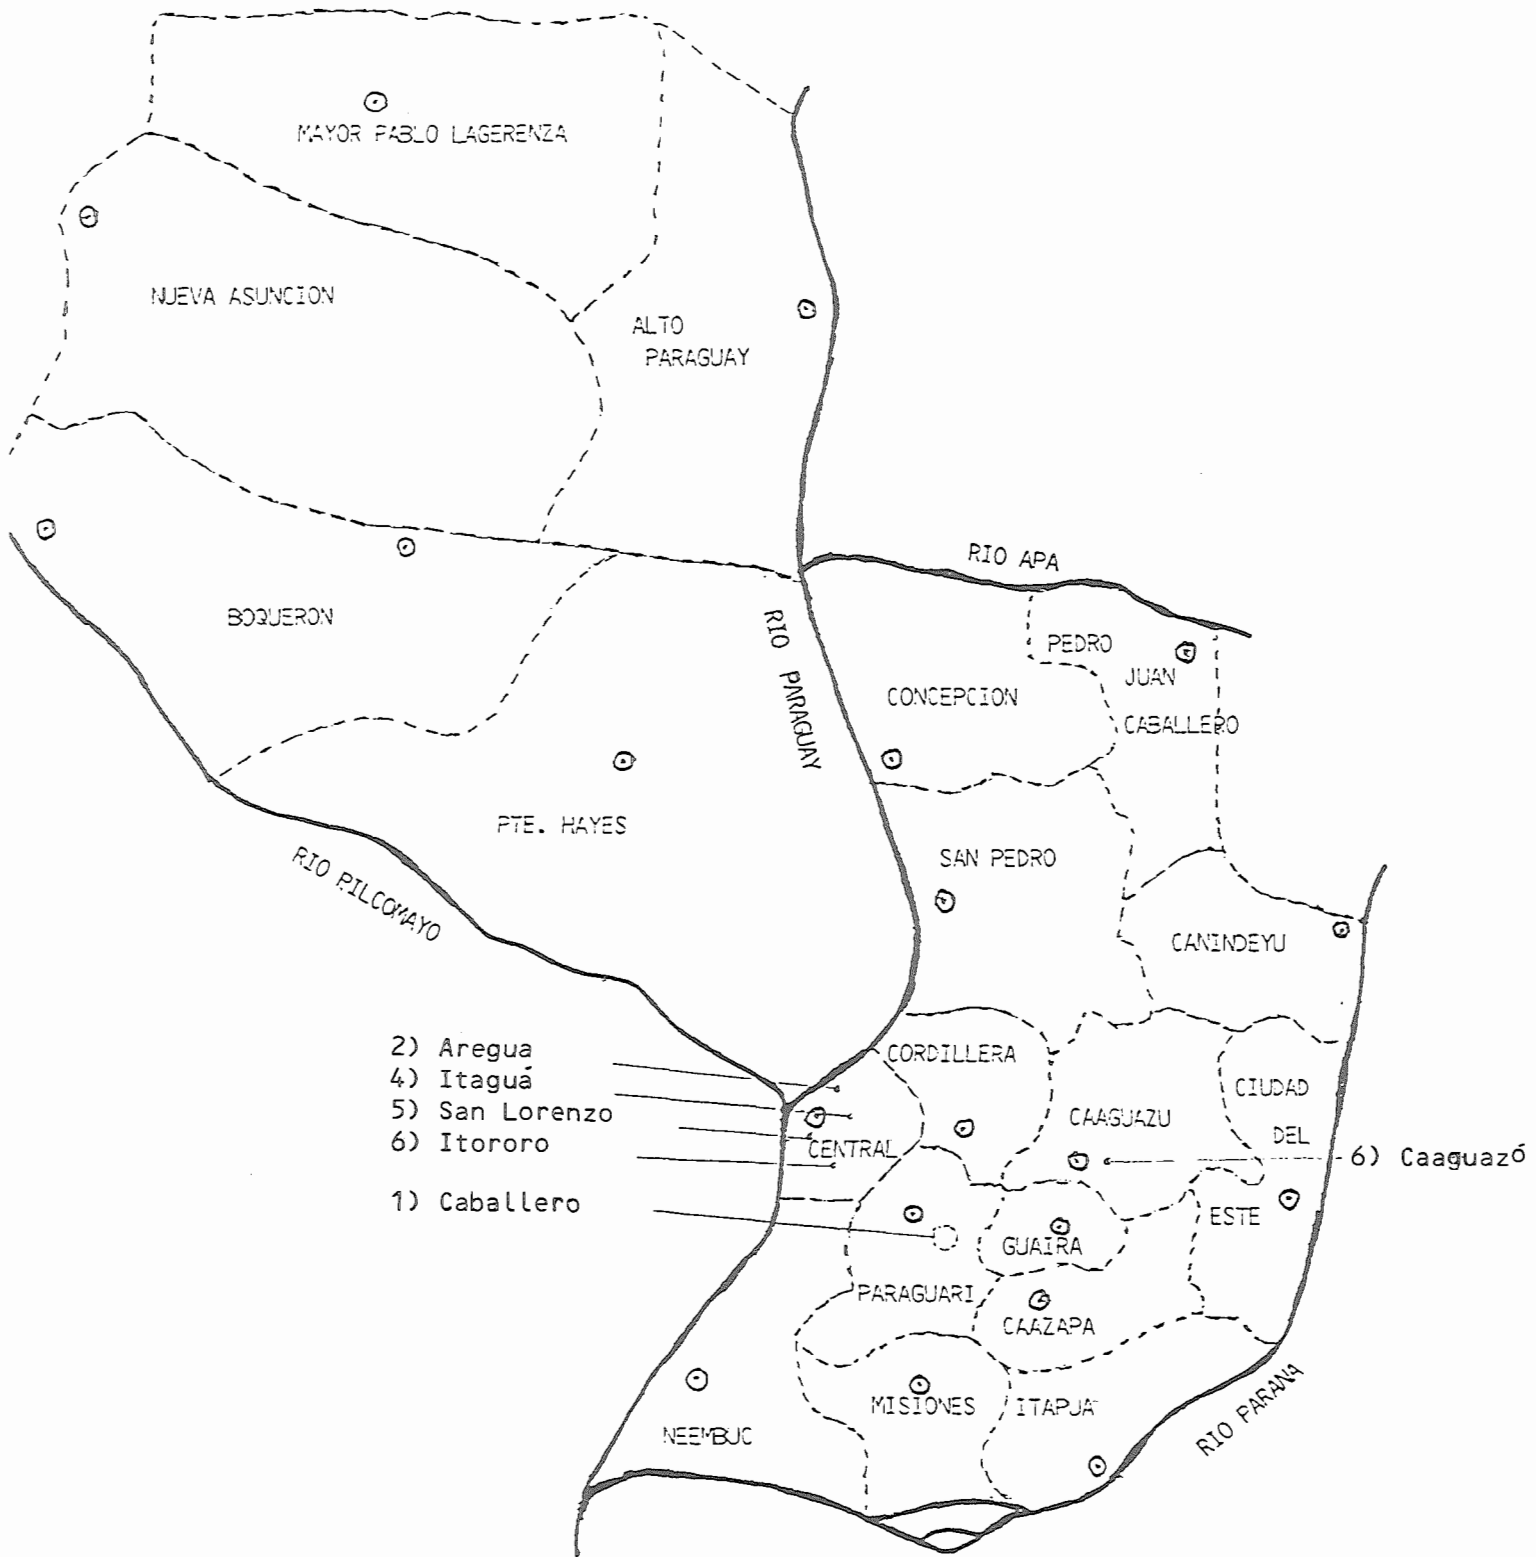 MAYOR PABLO LAGERENZA
NUEVA ASUNCION
ALTO
PARAGUAY
RIO APA
BOQUERON
RIO PARAGUAY
PEDRO
JUAN
CABALLERO
CONCEPCION
PTE. HAYES
RIO PILCOMAYO
SAN PEDRO
CANINDEYU
2) Aregua
4) Itaguá
5) San Lorenzo
6) Itororo
1) Caballero
CORDILLERA
CENTRAL
CAAGUAZU
CIUDAD
DEL
ESTE
6) Caaguazó
GUAIRA
PARAGUARI
CAAZAPA
MISIONES
ITAPUA
NEEMBUC
RIO PARANA